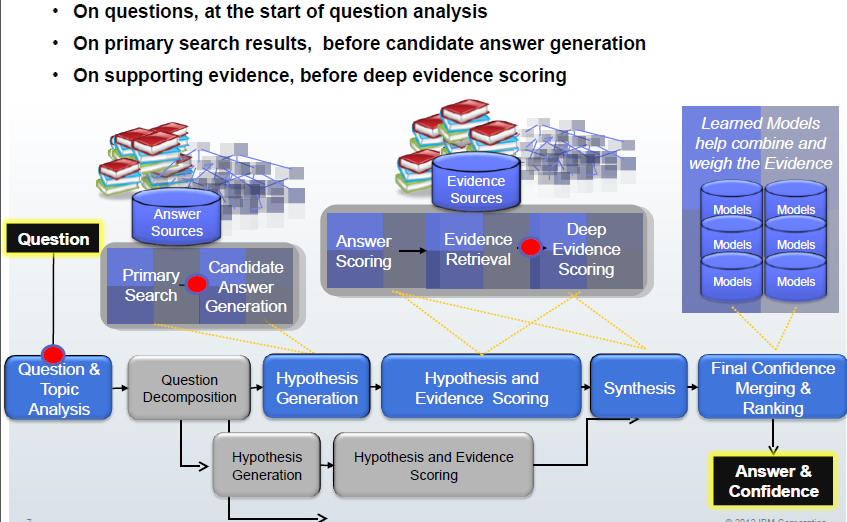 • On questions, at the start of question analysis
• On primary search results, before candidate answer generation
• On supporting evidence, before deep evidence scoring
Learned Models
help combine and
weigh the Evidence
Answer
Sources
Evidence
Sources
Models
Models
Models
Models
Models
Models
Question
Primary
Search
Candidate
Answer
Generation
Answer
Scoring
Evidence
Retrieval
Deep
Evidence
Scoring
Question &
Topic
Analysis
Question
Decomposition
Hypothesis
Generation
Hypothesis and
Evidence Scoring
Synthesis
Final Confidence
Merging &
Ranking
Hypothesis
Generation
Hypothesis and Evidence
Scoring
Answer &
Confidence